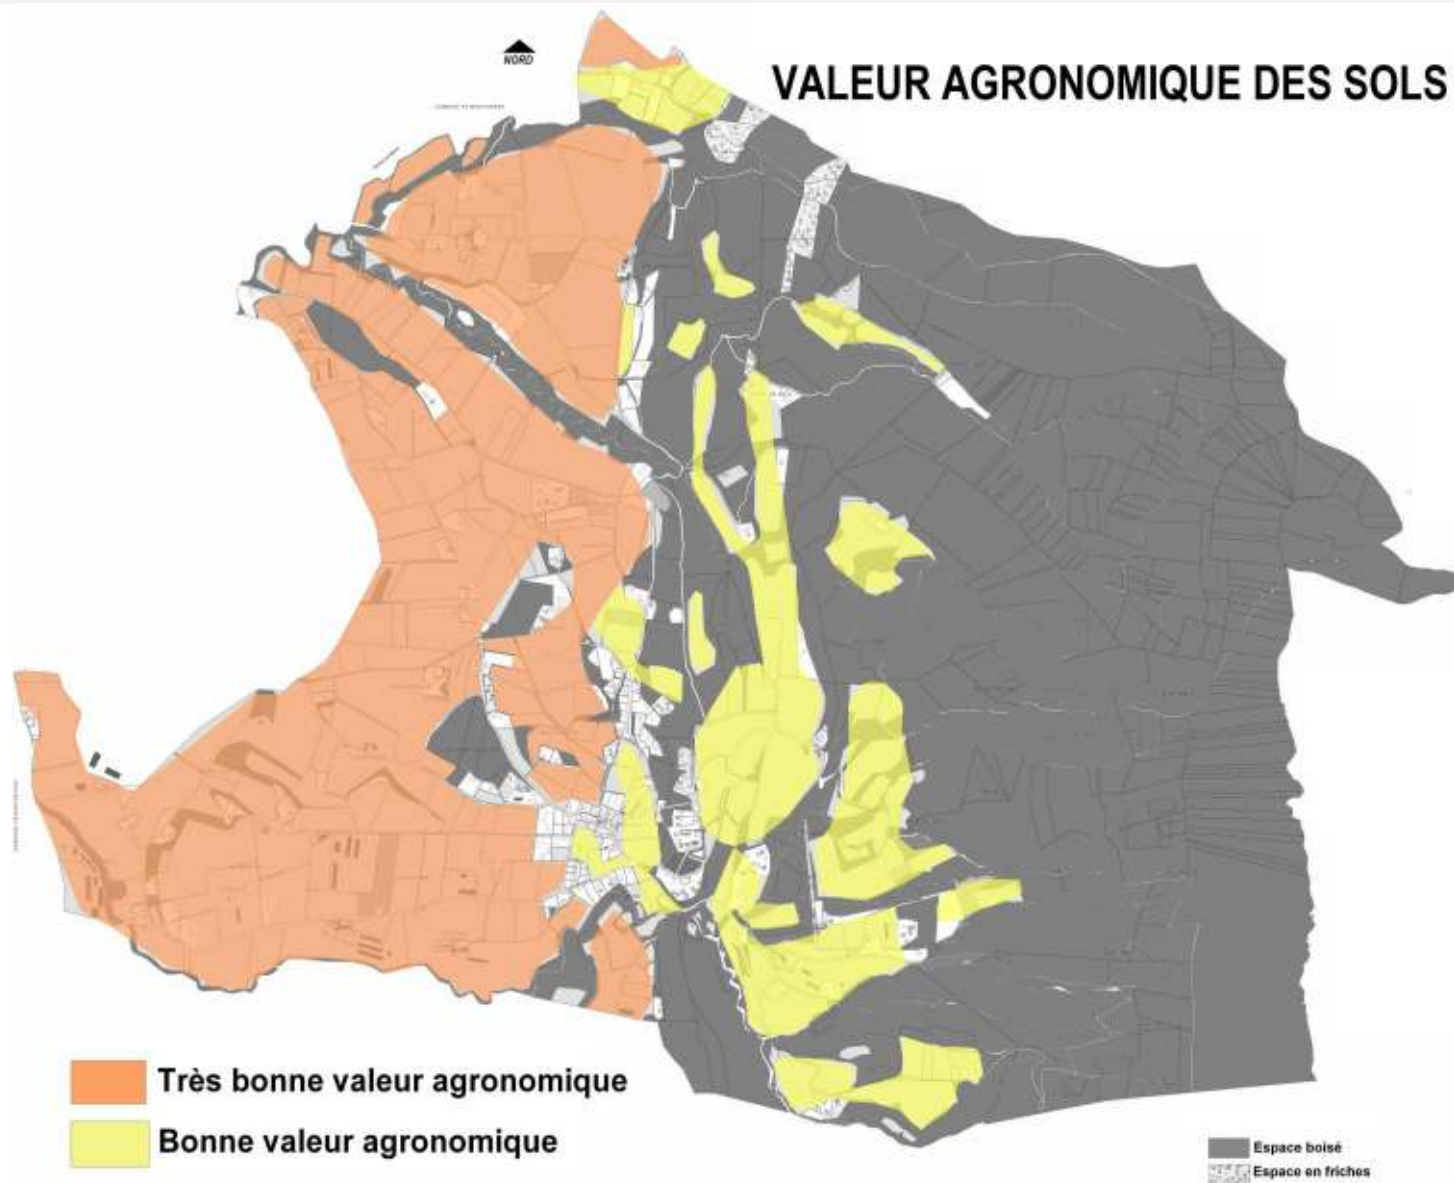 NORD
VALEUR AGRONOMIQUE DES SOLS
Très bonne valeur agronomique
Bonne valeur agronomique
Espace boisé
Espace en friches